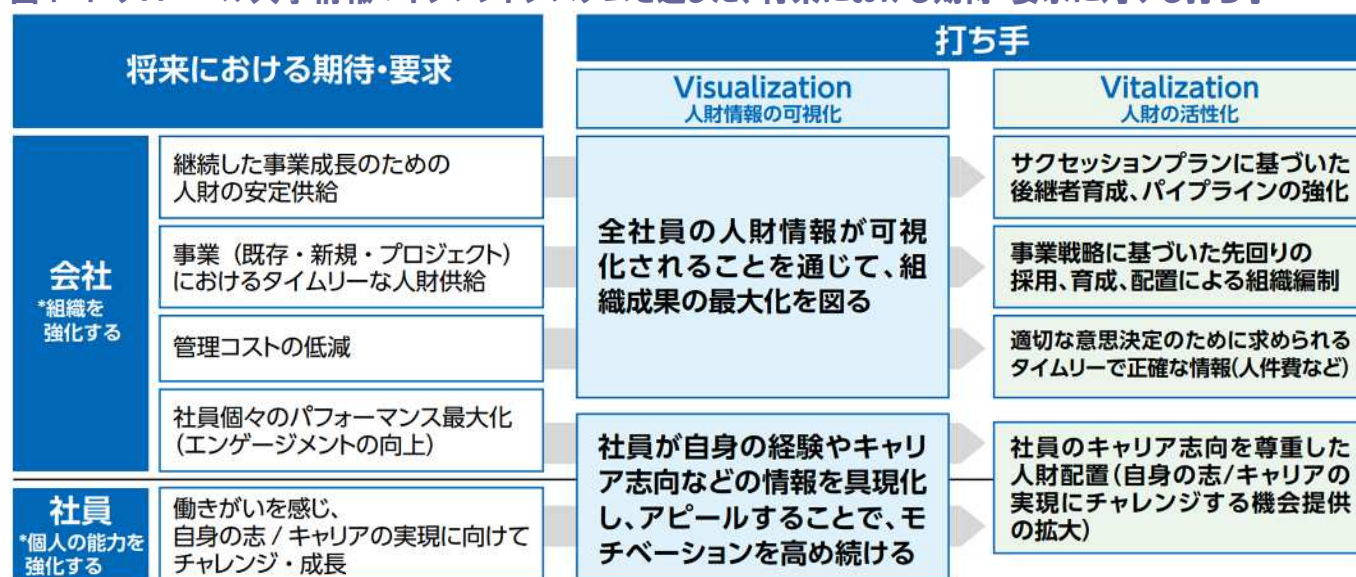 将来における期待・要求
打ち手
Visualization
人財情報の可視化
Vitalization
人財の活性化
会社
*組織を
強化する
継続した事業成長のための
人財の安定供給
事業（既存・新規・プロジェクト）
におけるタイムリーな人財供給
管理コストの低減
社員個々のパフォーマンス最大化
（エンゲージメントの向上）
全社員の人財情報が可視
化されることを通じて、組
織成果の最大化を図る
サクセッションプランに基づいた
後継者育成、パイプラインの強化
事業戦略に基づいた先回りの
採用、育成、配置による組織編制
適切な意思決定のために求められる
タイムリーで正確な情報(人件費など)
社員
*個人の能力を
強化する
働きがいを感じ、
自身の志 / キャリアの実現に向けて
チャレンジ・成長
社員が自身の経験やキャリ
ア志向などの情報を具現化
し、アピールすることで、モ
チベーションを高め続ける
社員のキャリア志向を尊重した
人財配置（自身の志/キャリアの
実現にチャレンジする機会提供
の拡大）